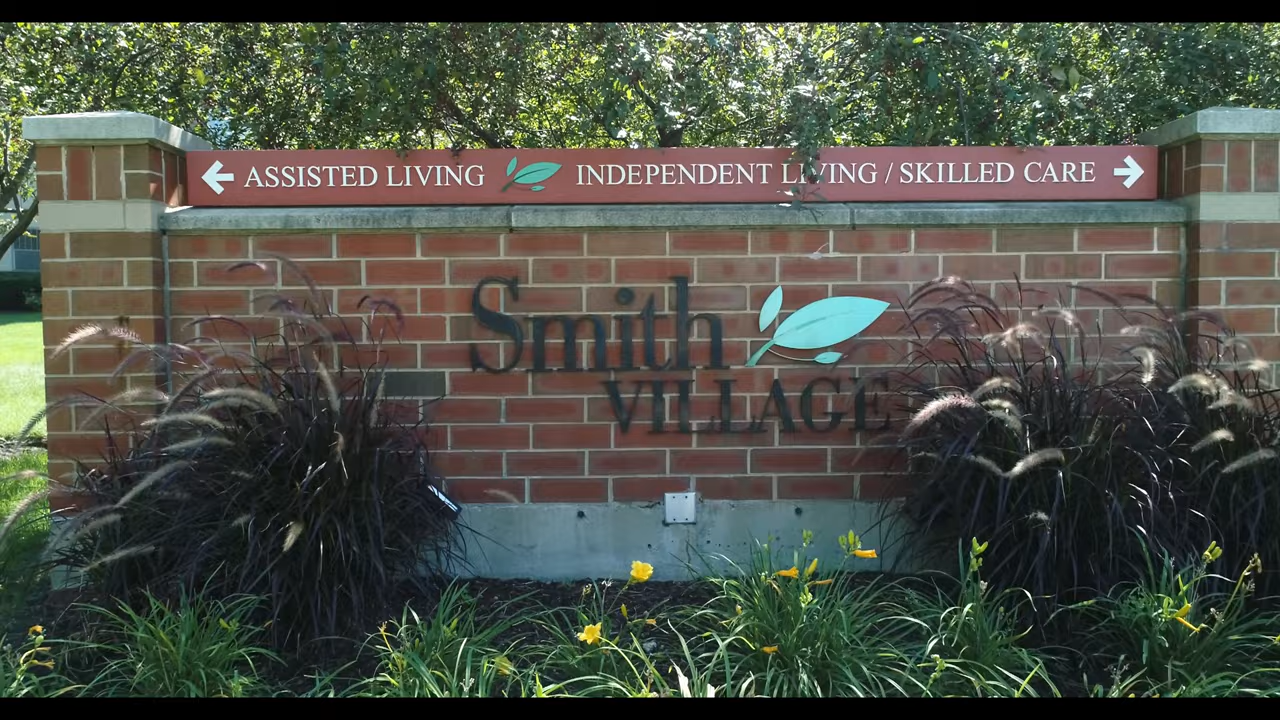 ← ASSISTED LIVING INDEPENDENT LIVING / SKILLED CARE →
Smith
VILLAGE